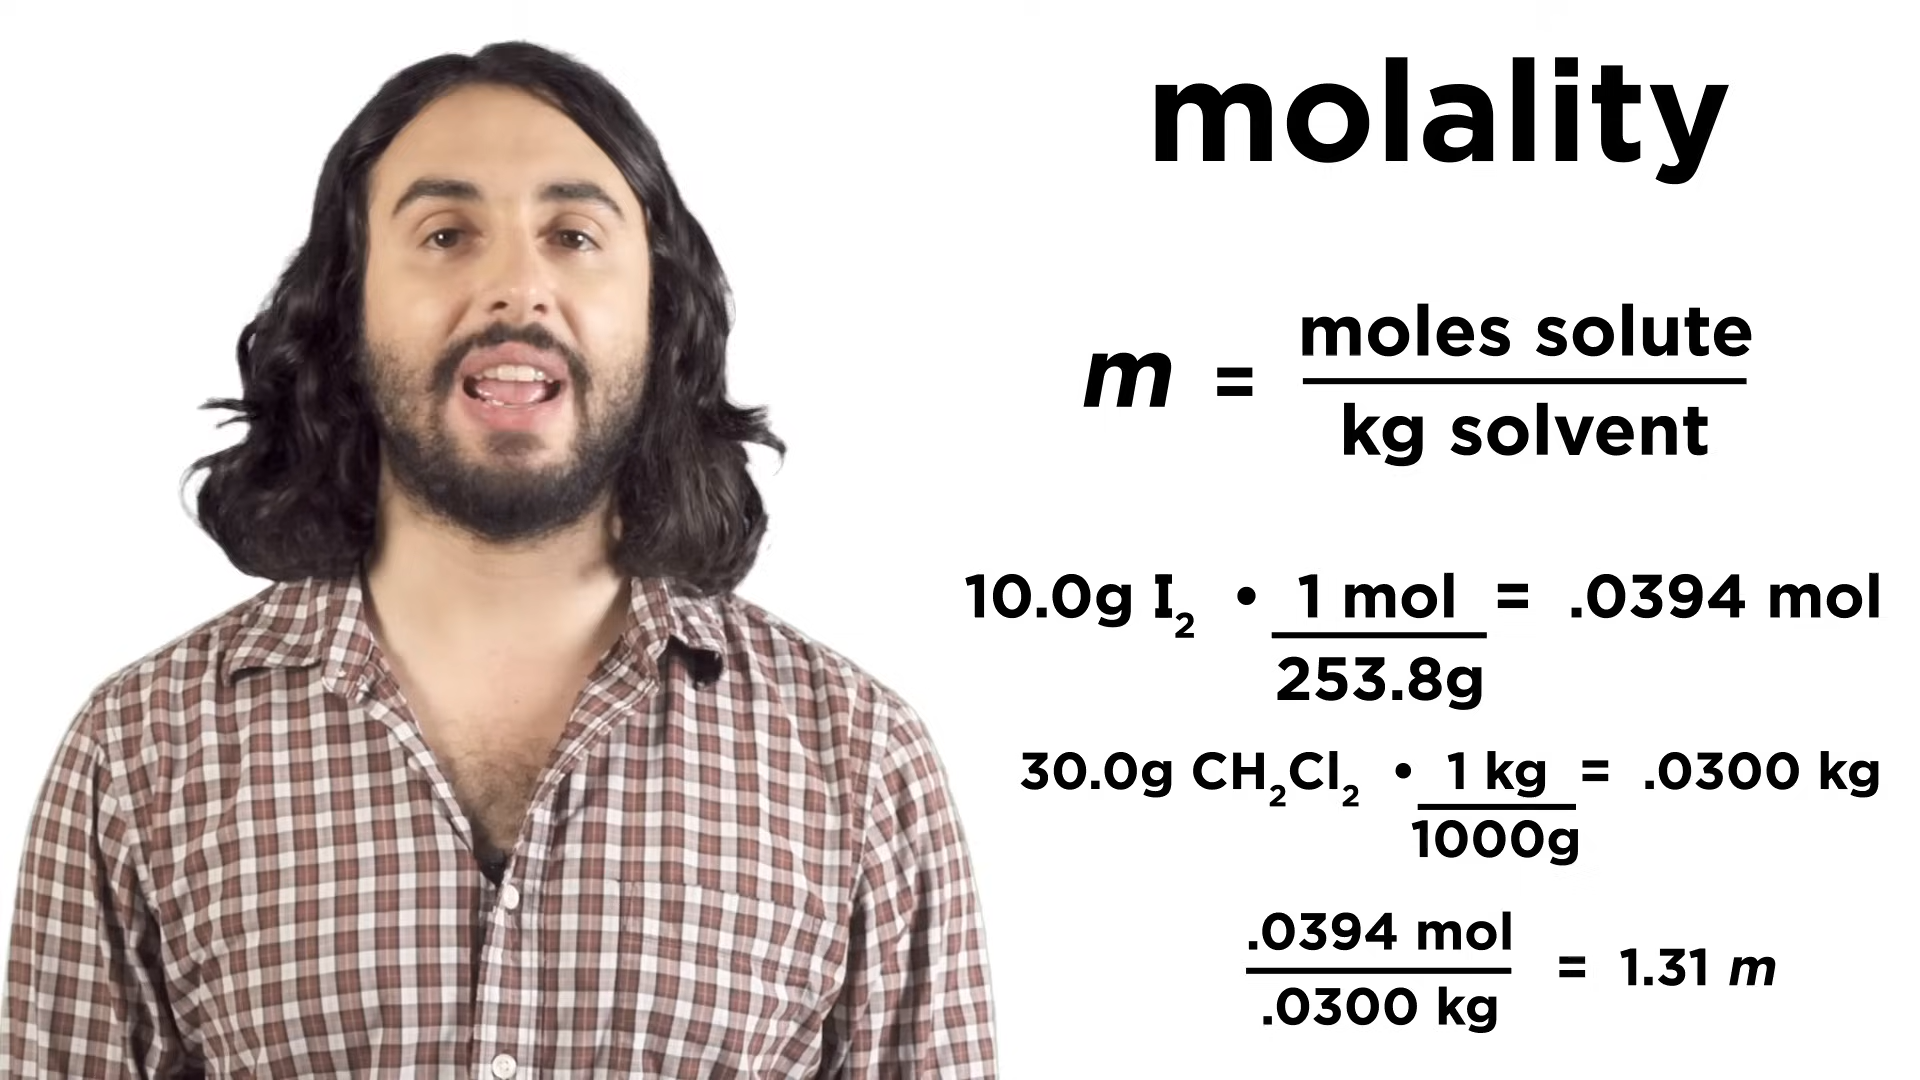 molality
m = moles solute
kg solvent
10.0g I₂ • 1 mol = .0394 mol
253.8g
30.0g CH₂Cl₂ • 1 kg = .0300 kg
1000g
.0394 mol = 1.31 m
.0300 kg